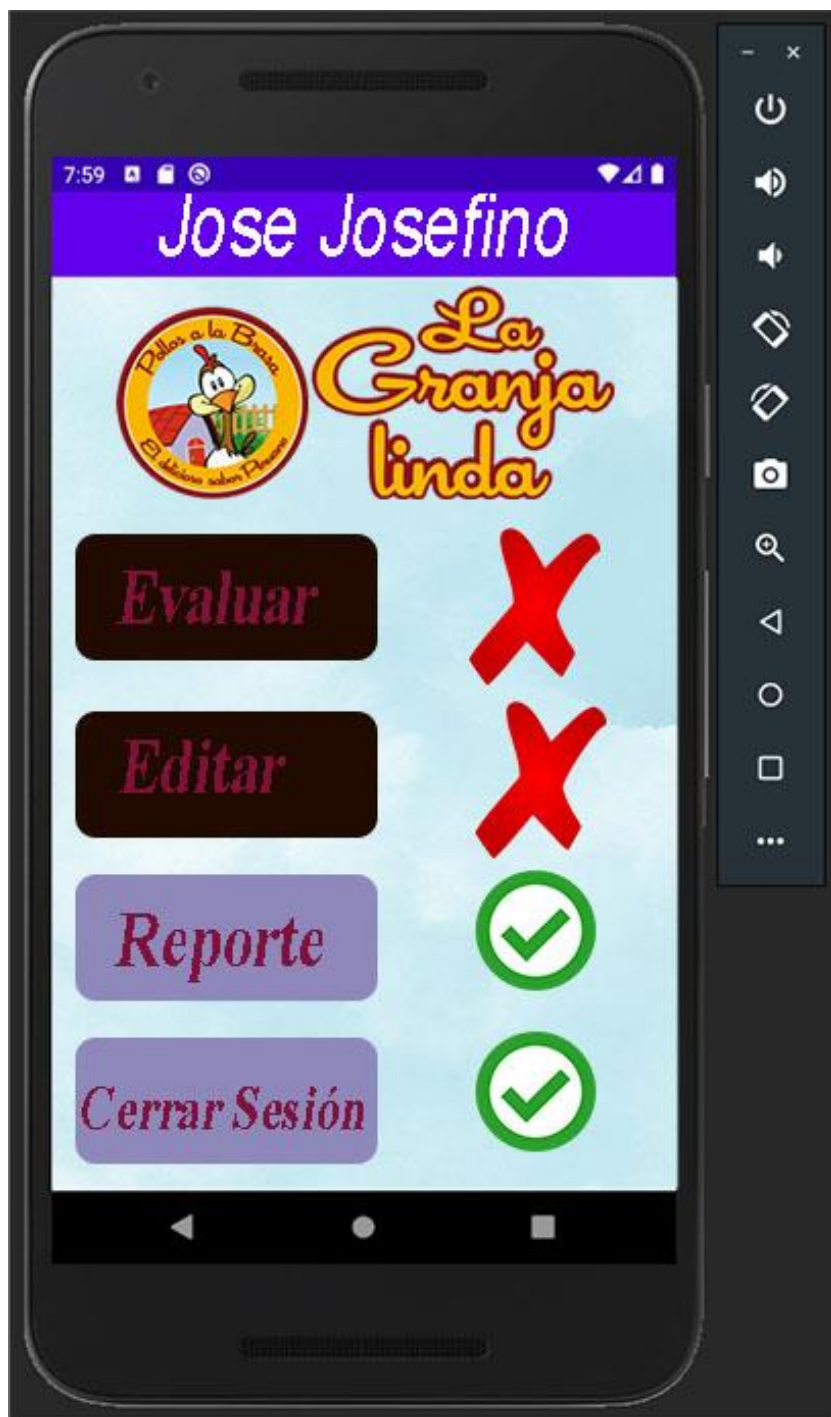 7:59
Jose Josefino
Pollos a la Brasa
El delicioso sabor Peruano
La
Granja
linda
Evaluar
Editar
Reporte
Cerrar Sesión